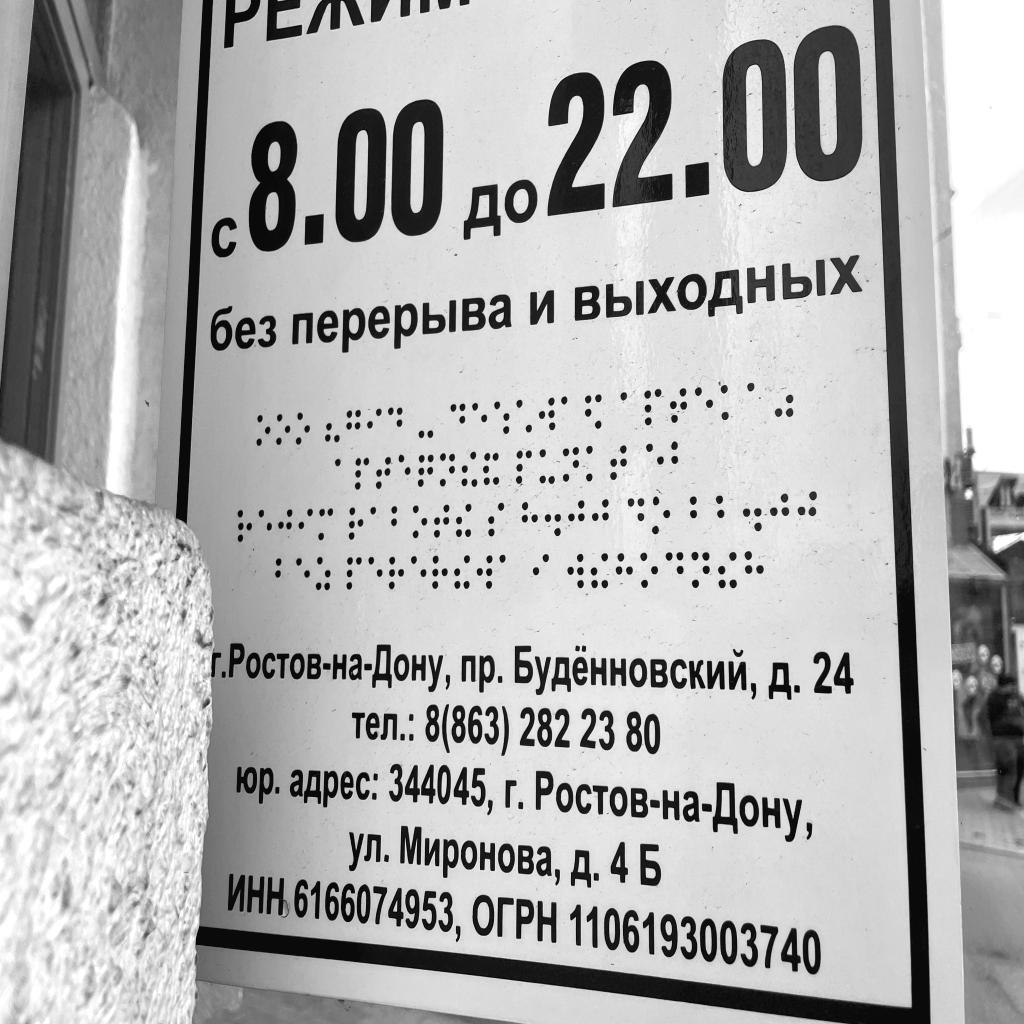 РЕЖИМ
с 8.00 до 22.00
без перерыва и выходных
г.Ростов-на-Дону, пр. Будённовский, д. 24
тел.: 8(863) 282 23 80
юр. адрес: 344045, г. Ростов-на-Дону,
ул. Миронова, д. 4 Б
ИНН 6166074953, ОГРН 1106193003740